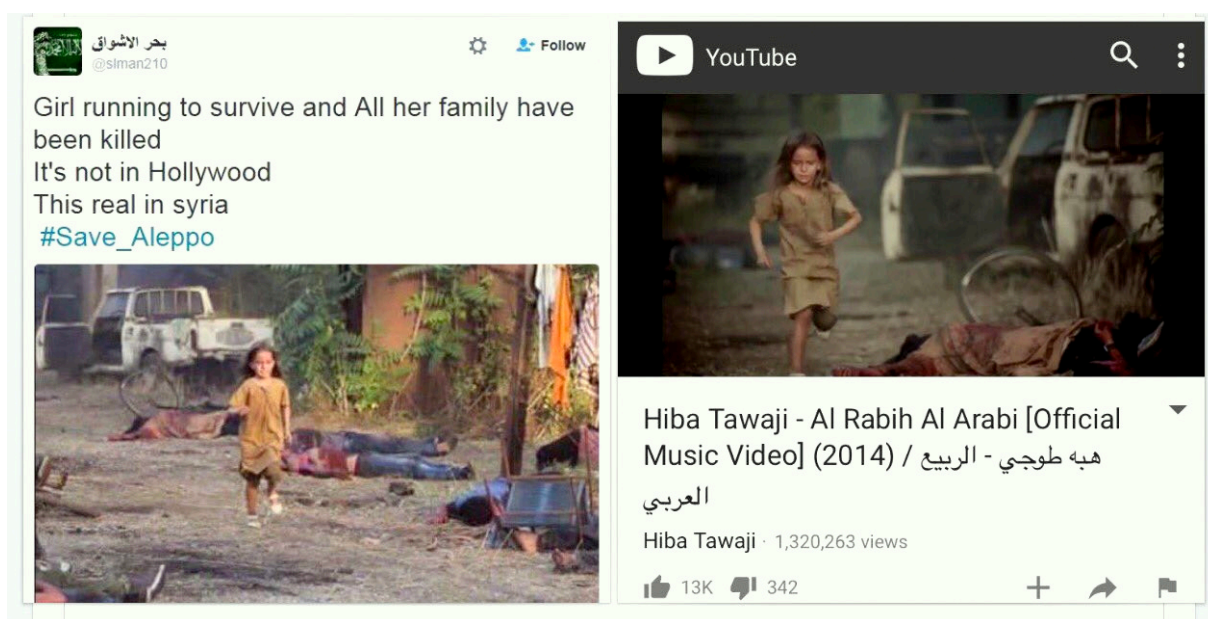 بحر الاشواق
@slman210
Follow
Girl running to survive and All her family have
been killed
It's not in Hollywood
This real in syria
#Save_Aleppo
YouTube
Hiba Tawaji - Al Rabih Al Arabi [Official
Music Video] (2014) / هبه طوجي - الربيع
العربي
Hiba Tawaji · 1,320,263 views
13K 342